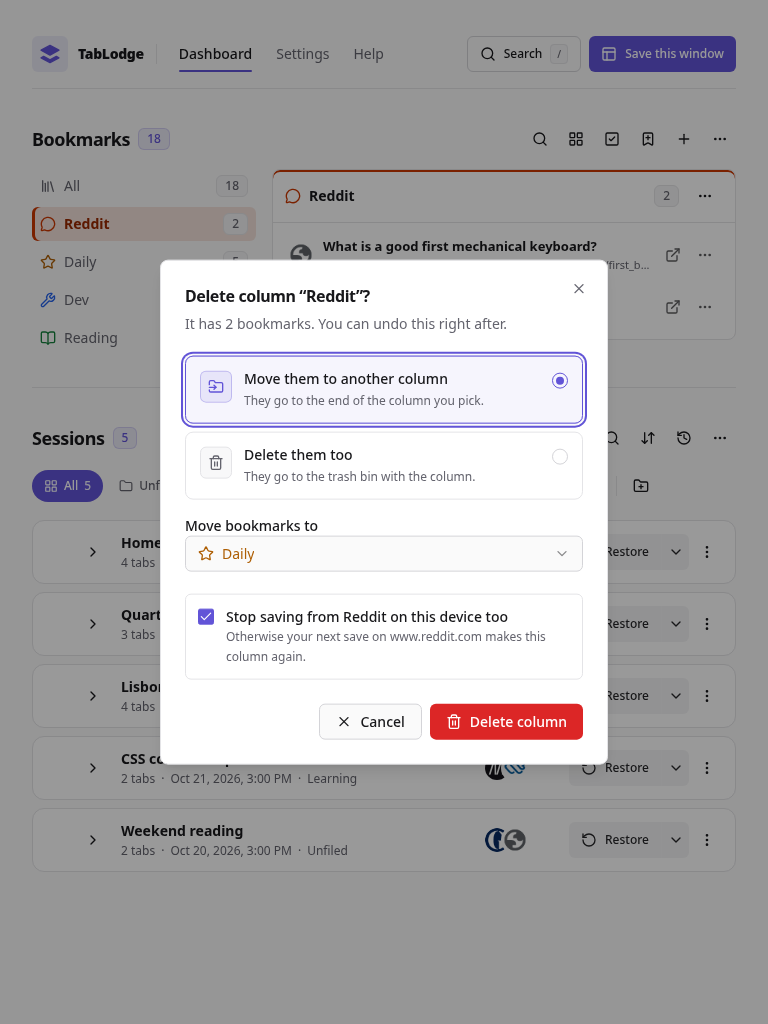 TabLodge
Dashboard
Settings
Help
Search /
Save this window
Bookmarks 18
All 18
Reddit 2
Daily
Dev
Reading
Reddit 2
What is a good first mechanical keyboard?
Delete column “Reddit”?
It has 2 bookmarks. You can undo this right after.
Move them to another column
They go to the end of the column you pick.
Delete them too
They go to the trash bin with the column.
Move bookmarks to
Daily
Stop saving from Reddit on this device too
Otherwise your next save on www.reddit.com makes this
column again.
Cancel
Delete column
Sessions 5
All 5
Home
4 tabs
Restore
3 tabs
Restore
4 tabs
Restore
CSS
2 tabs · Oct 21, 2026, 3:00 PM · Learning
Restore
Weekend reading
2 tabs · Oct 20, 2026, 3:00 PM · Unfiled
Restore